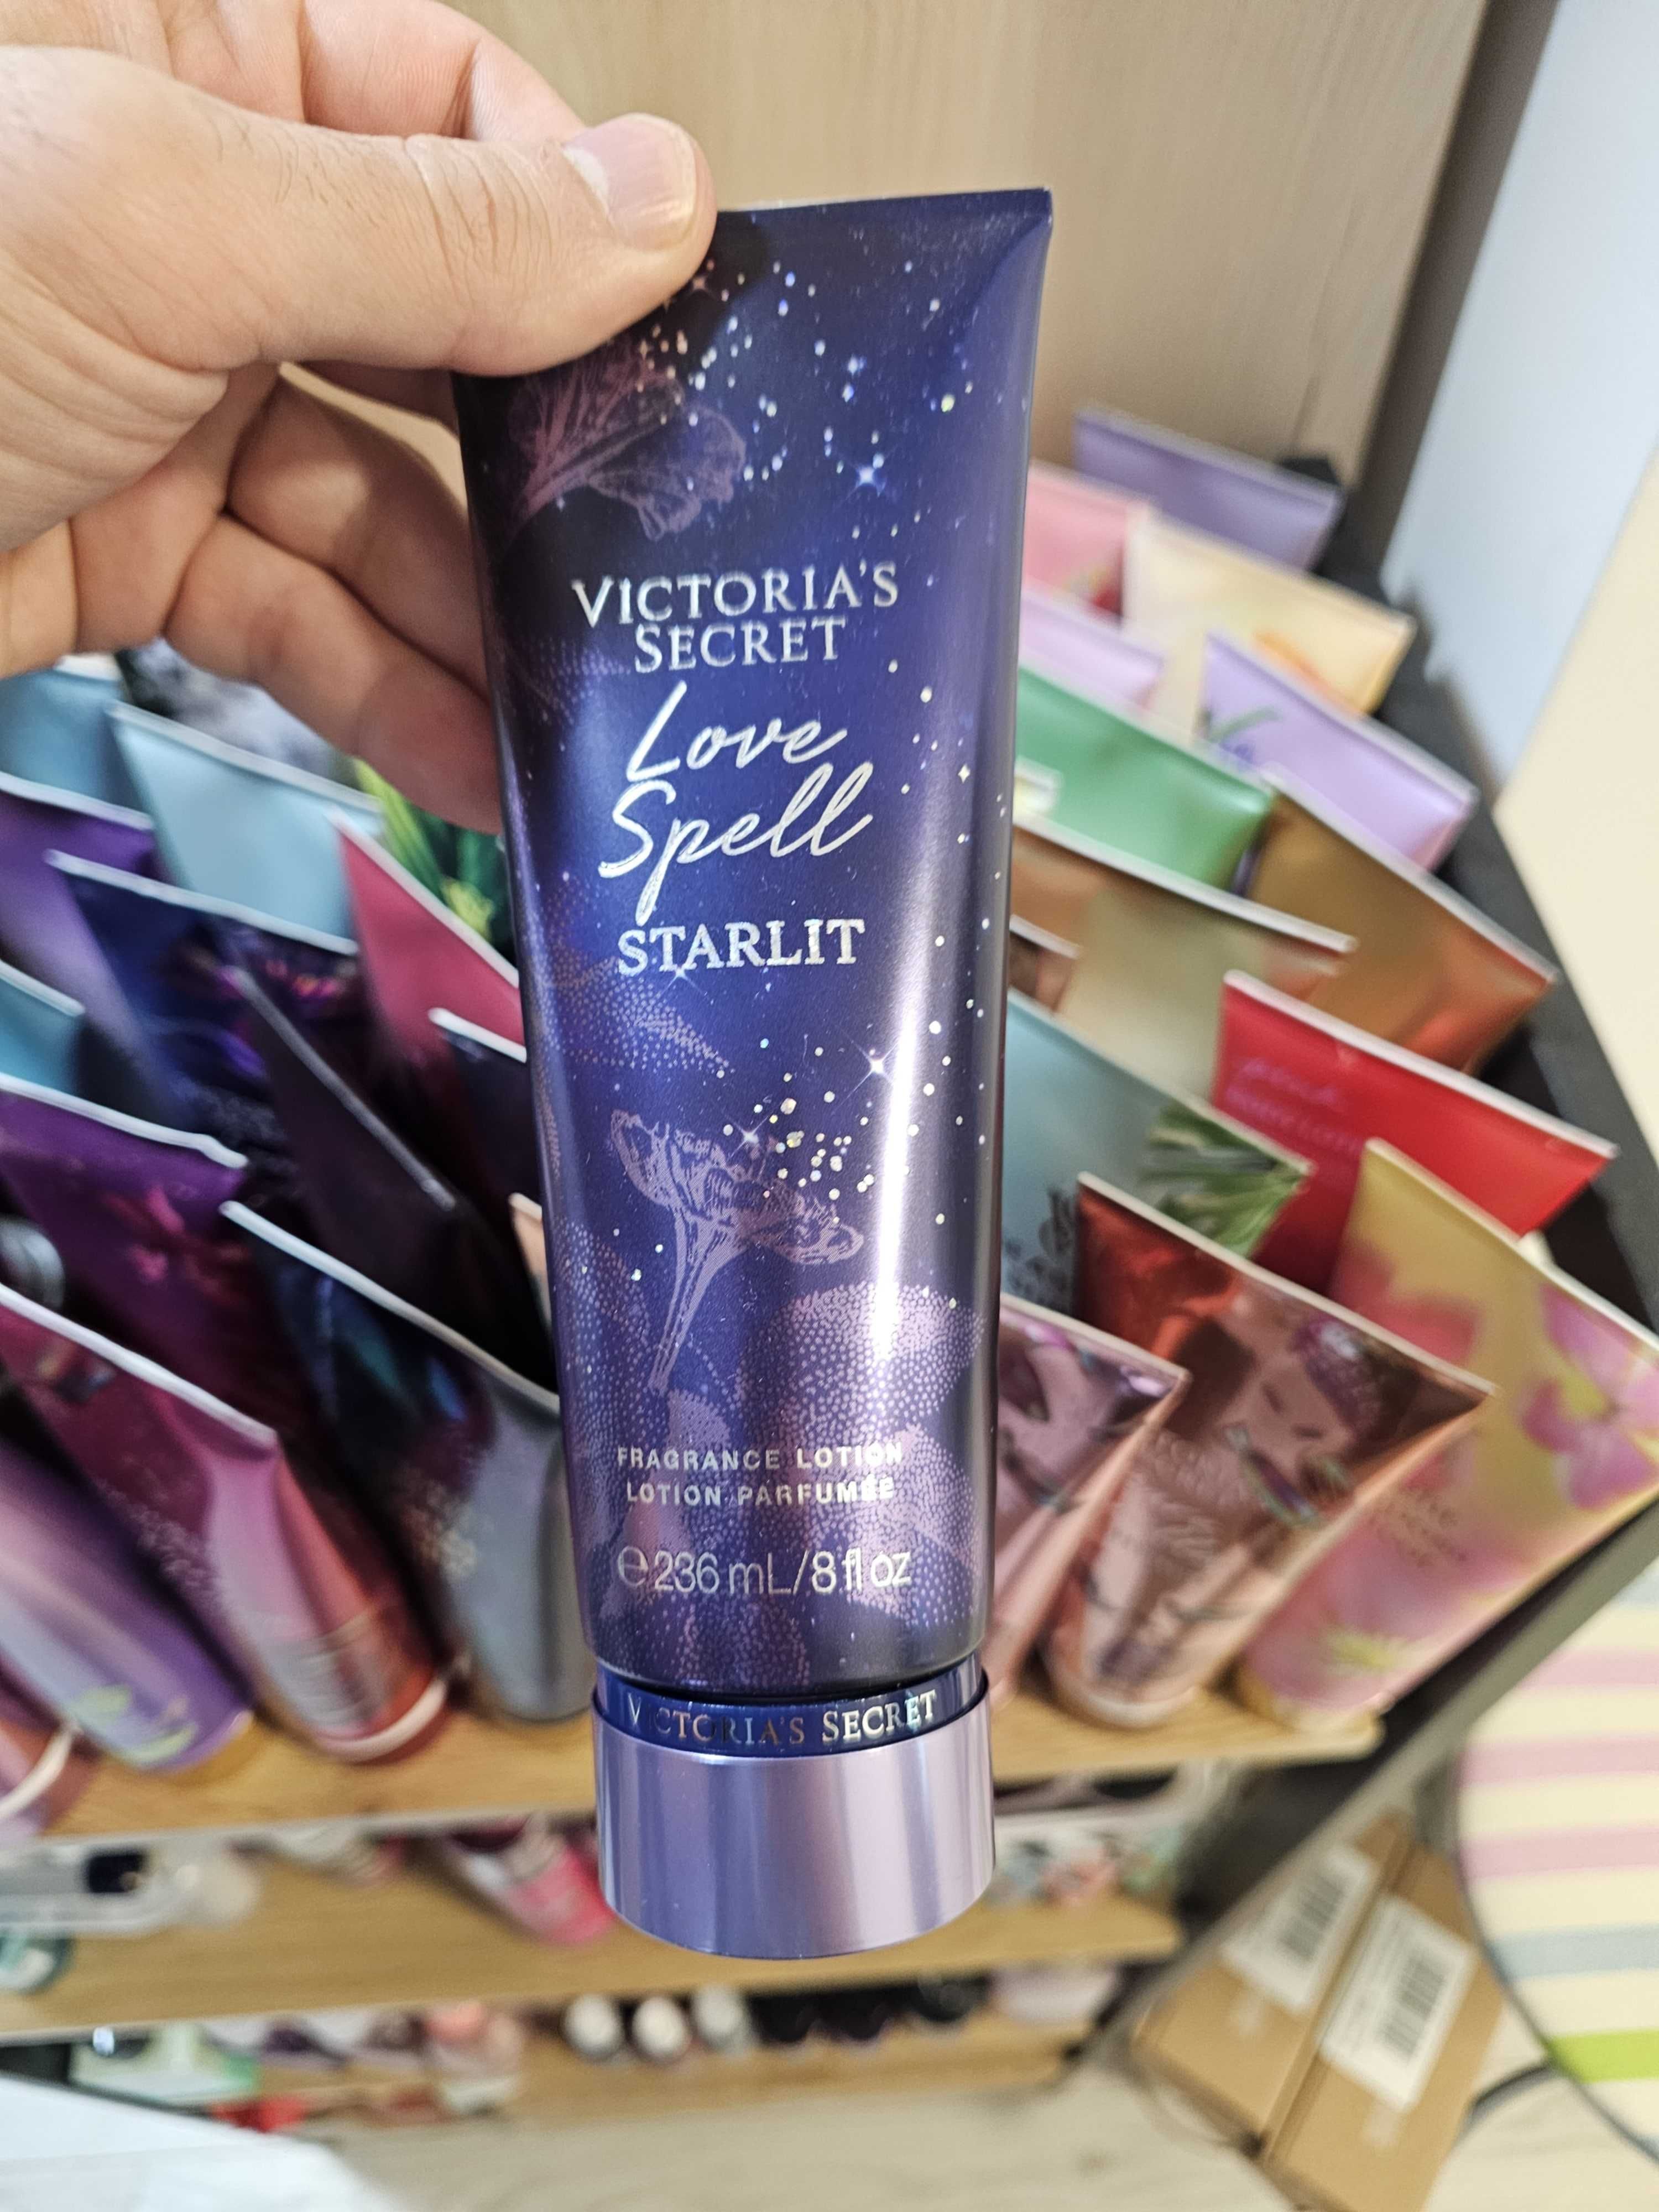 VICTORIA'S
SECRET
Love
Spell
STARLIT
FRAGRANCE LOTION
LOTION PARFUMÉE
℮ 236 mL/8 fl oz
VICTORIA'S SECRET